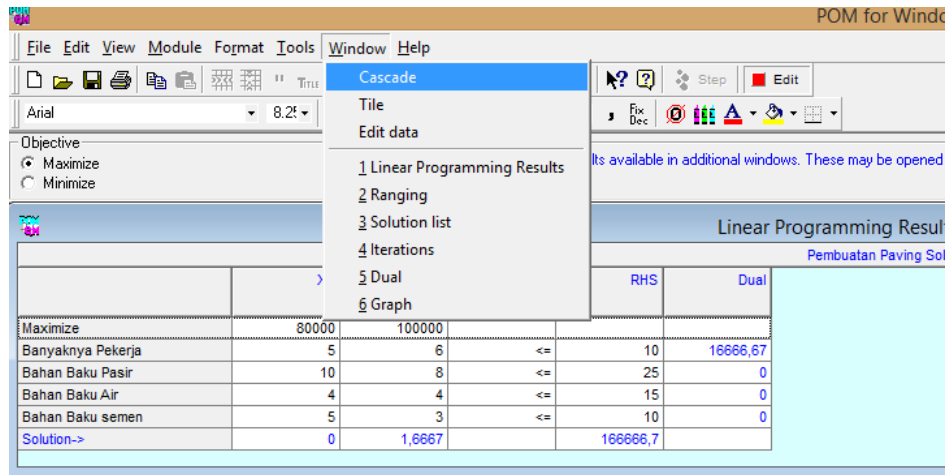 POM for Windo
File Edit View Module Format Tools Window Help
TITLE Step Edit
Arial 8.2 Fix Dec
Cascade
Tile
Edit data
1 Linear Programming Results
2 Ranging
3 Solution list
4 Iterations
5 Dual
6 Graph
Objective
Maximize
Minimize
lts available in additional windows. These may be opened
Linear Programming Resul
Pembuatan Paving Sol
X RHS Dual
Maximize 80000 100000
Banyaknya Pekerja 5 6 <= 10 16666,67
Bahan Baku Pasir 10 8 <= 25 0
Bahan Baku Air 4 4 <= 15 0
Bahan Baku semen 5 3 <= 10 0
Solution-> 0 1,6667 166666,7